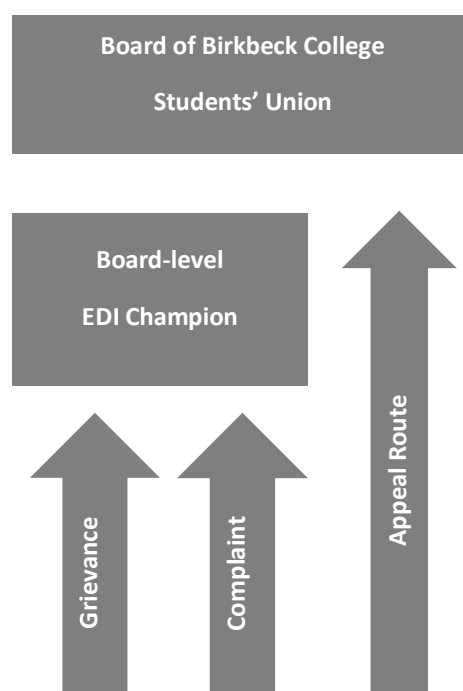 Board of Birkbeck College
Students’ Union
Board-level
EDI Champion
Grievance
Complaint
Appeal Route